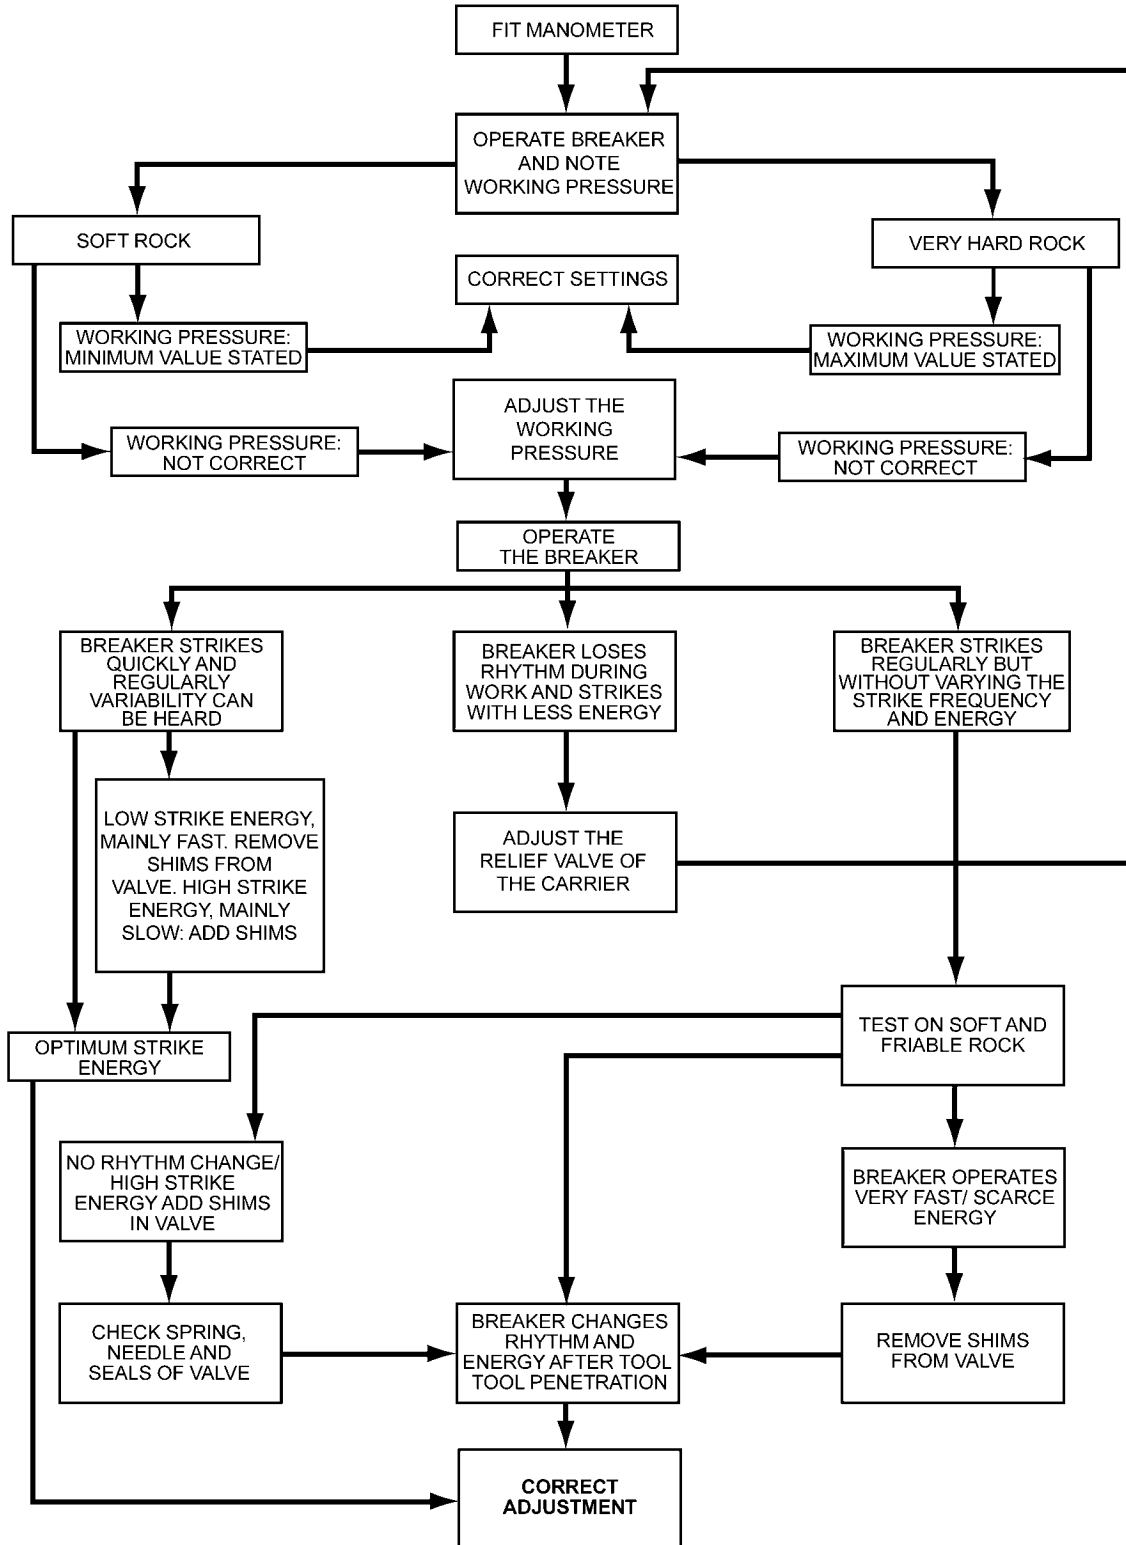 FIT MANOMETER
OPERATE BREAKER
AND NOTE
WORKING PRESSURE
SOFT ROCK
VERY HARD ROCK
CORRECT SETTINGS
WORKING PRESSURE:
MINIMUM VALUE STATED
WORKING PRESSURE:
MAXIMUM VALUE STATED
ADJUST THE
WORKING
PRESSURE
WORKING PRESSURE:
NOT CORRECT
WORKING PRESSURE:
NOT CORRECT
OPERATE
THE BREAKER
BREAKER STRIKES
QUICKLY AND
REGULARLY
VARIABILITY CAN
BE HEARD
BREAKER LOSES
RHYTHM DURING
WORK AND STRIKES
WITH LESS ENERGY
BREAKER STRIKES
REGULARLY BUT
WITHOUT VARYING THE
STRIKE FREQUENCY
AND ENERGY
LOW STRIKE ENERGY,
MAINLY FAST. REMOVE
SHIMS FROM
VALVE. HIGH STRIKE
ENERGY, MAINLY
SLOW: ADD SHIMS
ADJUST THE
RELIEF VALVE OF
THE CARRIER
TEST ON SOFT AND
FRIABLE ROCK
OPTIMUM STRIKE
ENERGY
NO RHYTHM CHANGE/
HIGH STRIKE
ENERGY ADD SHIMS
IN VALVE
BREAKER OPERATES
VERY FAST/ SCARCE
ENERGY
CHECK SPRING,
NEEDLE AND
SEALS OF VALVE
BREAKER CHANGES
RHYTHM AND
ENERGY AFTER TOOL
TOOL PENETRATION
REMOVE SHIMS
FROM VALVE
CORRECT
ADJUSTMENT